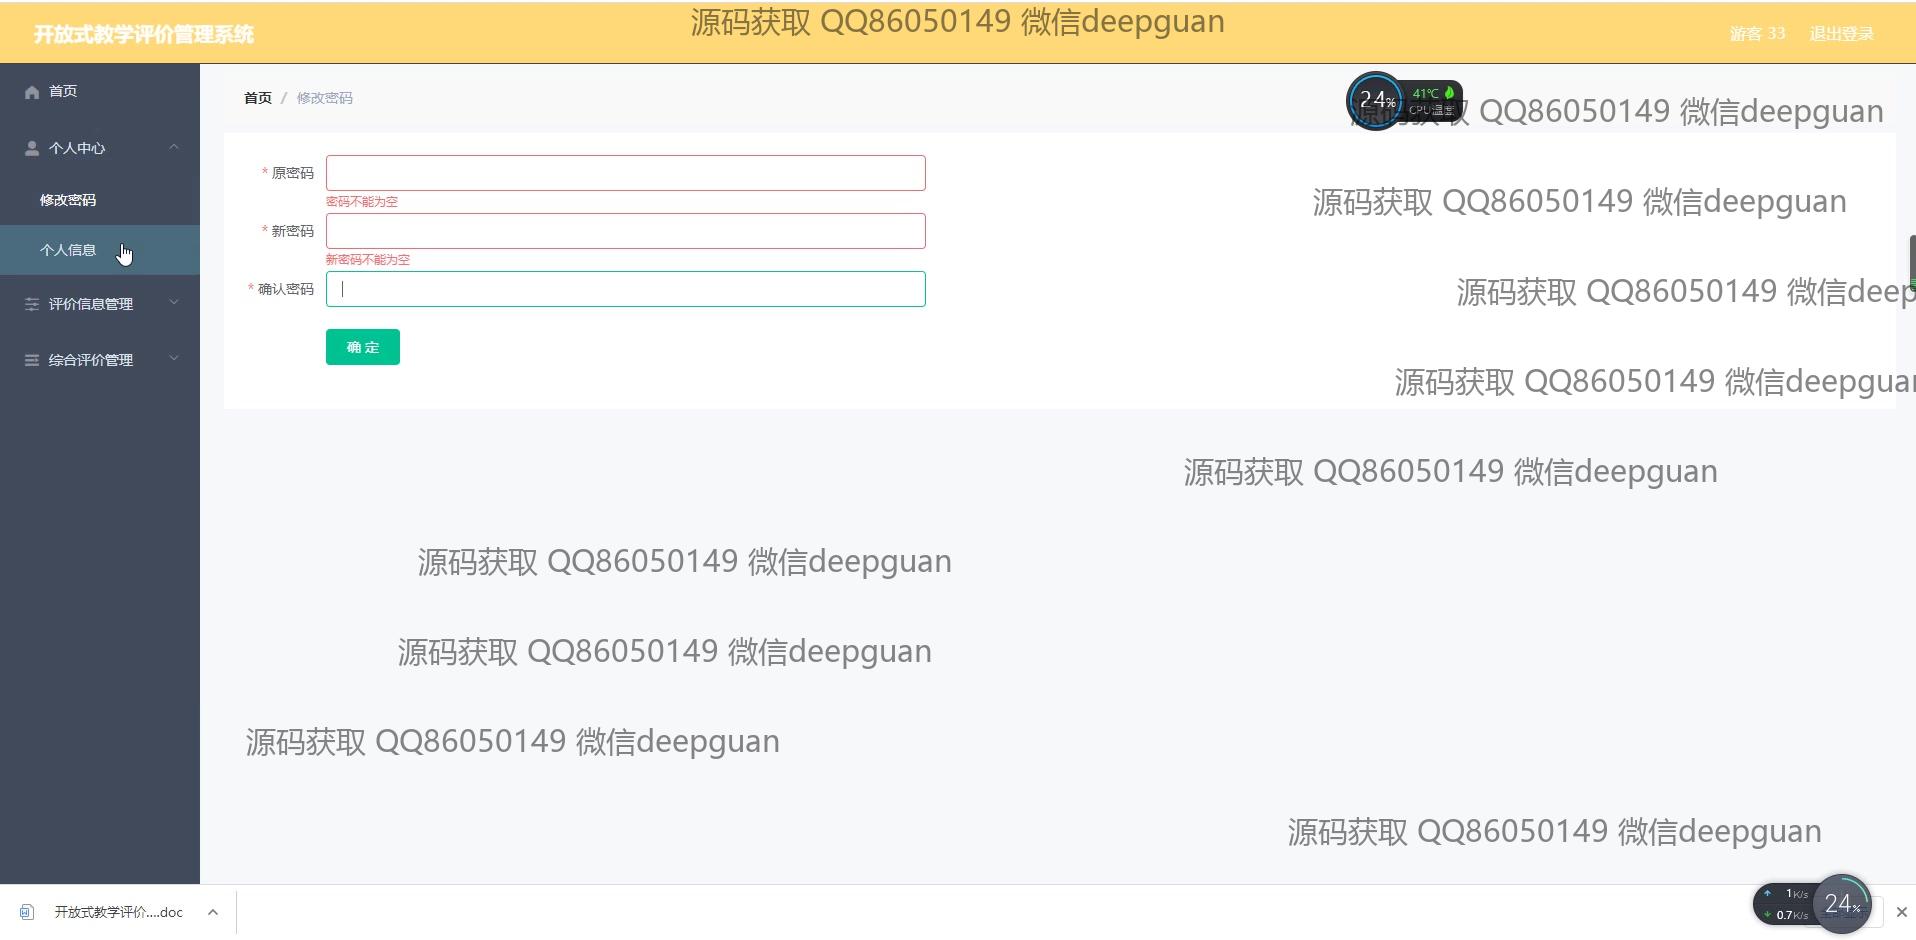 开放式教学评价管理系统
源码获取 QQ86050149 微信deepguan
游客 33
退出登录
首页
个人中心
修改密码
个人信息
评价信息管理
综合评价管理
首页 / 修改密码
24%
41℃
CPU温度
源码获取 QQ86050149 微信deepguan
* 原密码
密码不能为空
源码获取 QQ86050149 微信deepguan
* 新密码
新密码不能为空
* 确认密码
源码获取 QQ86050149 微信deep
确 定
源码获取 QQ86050149 微信deepguan
源码获取 QQ86050149 微信deepguan
源码获取 QQ86050149 微信deepguan
源码获取 QQ86050149 微信deepguan
源码获取 QQ86050149 微信deepguan
源码获取 QQ86050149 微信deepguan
开放式教学评价....doc
1K/s
0.7K/s
24%